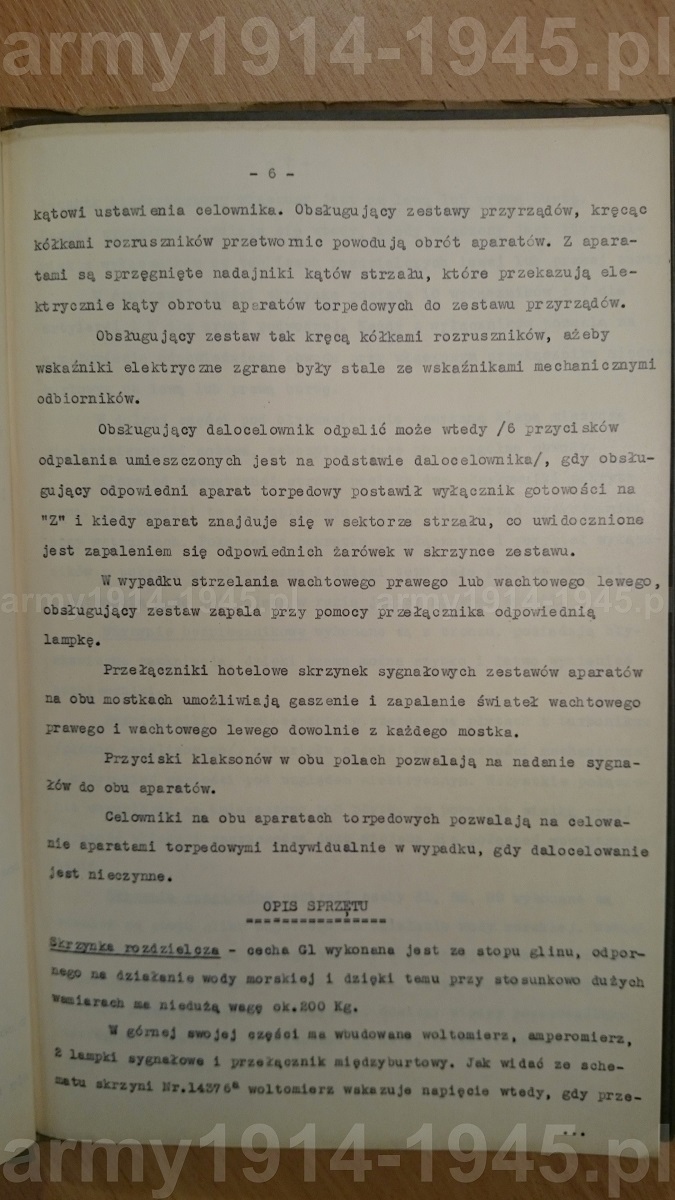 army1914-1945.pl
- 6 -
kątowi ustawienia celownika. Obsługujący zestawy przyrządów, kręcąc
kółkami rozruszników przetwornic powodują obrót aparatów. Z apara-
tami są sprzęgnięte nadajniki kątów strzału, które przekazują ele-
ktrycznie kąty obrotu aparatów torpedowych do zestawu przyrządów.
Obsługujący zestaw tak kręcą kółkami rozruszników, ażeby
wskaźniki elektryczne zgrane były stale ze wskaźnikami mechanicznymi
odbiorników.
Obsługujący dalocelownik odpalić może wtedy /6 przycisków
odpalania umieszczonych jest na podstawie dalocelownika/, gdy obsłu-
gujący odpowiedni aparat torpedowy postawił wyłącznik gotowości na
"Z" i kiedy aparat znajduje się w sektorze strzału, co uwidocznione
jest zapaleniem się odpowiednich żarówek w skrzynce zestawu.
W wypadku strzelania wachtowego prawego lub wachtowego lewego,
army1914-1945.pl army1914-1945.pl
obsługujący zestaw zapala przy pomocy przełącznika odpowiednią
lampkę.
Przełączniki hotelowe skrzynek sygnałowych zestawów aparatów
na obu mostkach umożliwiają gaszenie i zapalanie świateł wachtowego
prawego i wachtowego lewego dowolnie z każdego mostka.
Przyciski klaksonów w obu polach pozwalają na nadanie sygna-
łów do obu aparatów.
Celowniki na obu aparatach torpedowych pozwalają na celowa-
nie aparatami torpedowymi indywidualnie w wypadku, gdy dalocelowanie
jest nieczynne.
OPIS SPRZĘTU
================
Skrzynka rozdzielcza - cecha G1 wykonana jest ze stopu glinu, odpor-
nego na działanie wody morskiej i dzięki temu przy stosunkowo dużych
wymiarach ma niedużą wagę ok.200 Kg.
W górnej swojej części ma wbudowane woltomierz, amperomierz,
2 lampki sygnałowe i przełącznik międzyburtowy. Jak widać ze sche-
matu skrzyni Nr.14376ª woltomierz wskazuje napięcie wtedy, gdy prze-
...
army1914-1945.pl